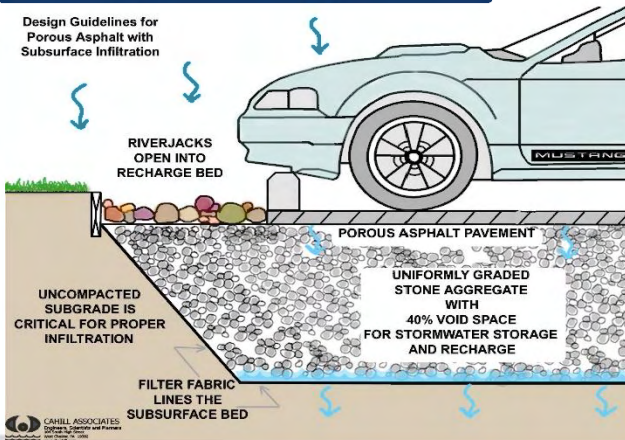 Design Guidelines for
Porous Asphalt with
Subsurface Infiltration
RIVERJACKS
OPEN INTO
RECHARGE BED
MUSTANG
POROUS ASPHALT PAVEMENT
UNIFORMLY GRADED
STONE AGGREGATE
WITH
40% VOID SPACE
FOR STORMWATER STORAGE
AND RECHARGE
UNCOMPACTED
SUBGRADE IS
CRITICAL FOR PROPER
INFILTRATION
FILTER FABRIC
LINES THE
SUBSURFACE BED
CAHILL ASSOCIATES
Engineers, Scientists and Planners